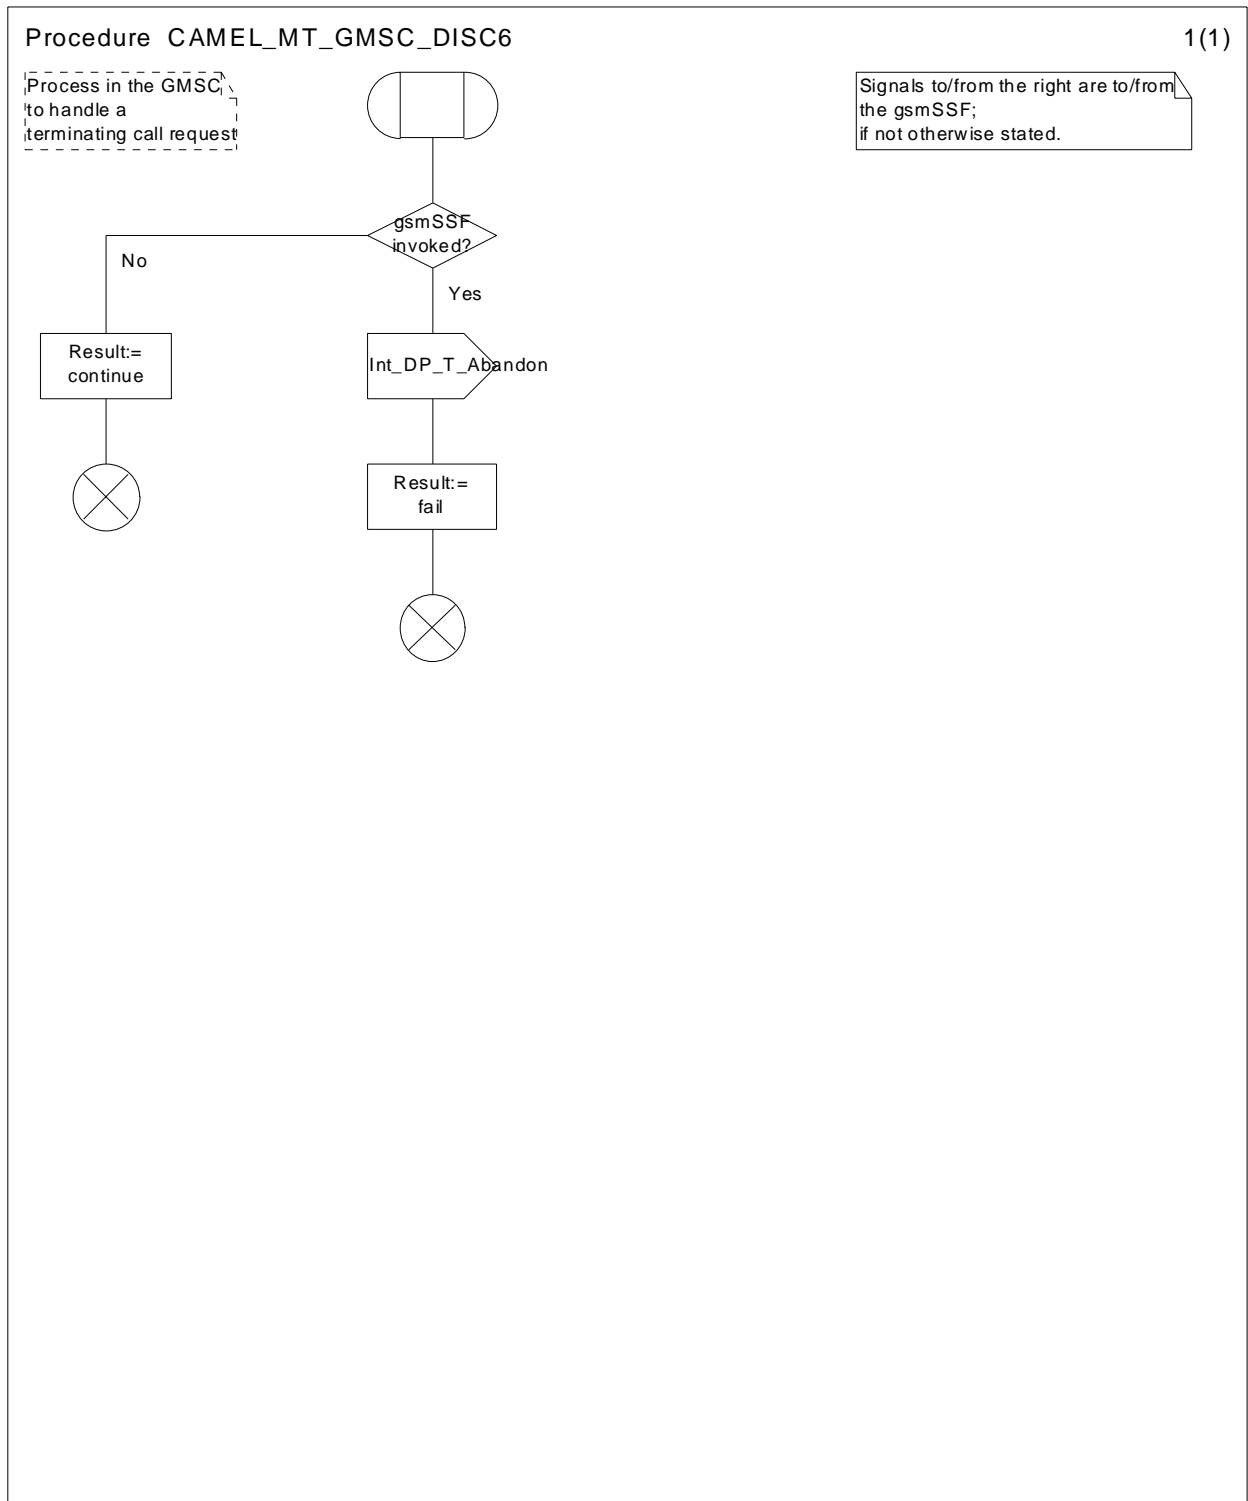 Procedure CAMEL_MT_GMSC_DISC6
1(1)
Process in the GMSC
to handle a
terminating call request
Signals to/from the right are to/from
the gsmSSF;
if not otherwise stated.
gsmSSF
invoked?
No
Yes
Result:=
continue
Int_DP_T_Abandon
Result:=
fail